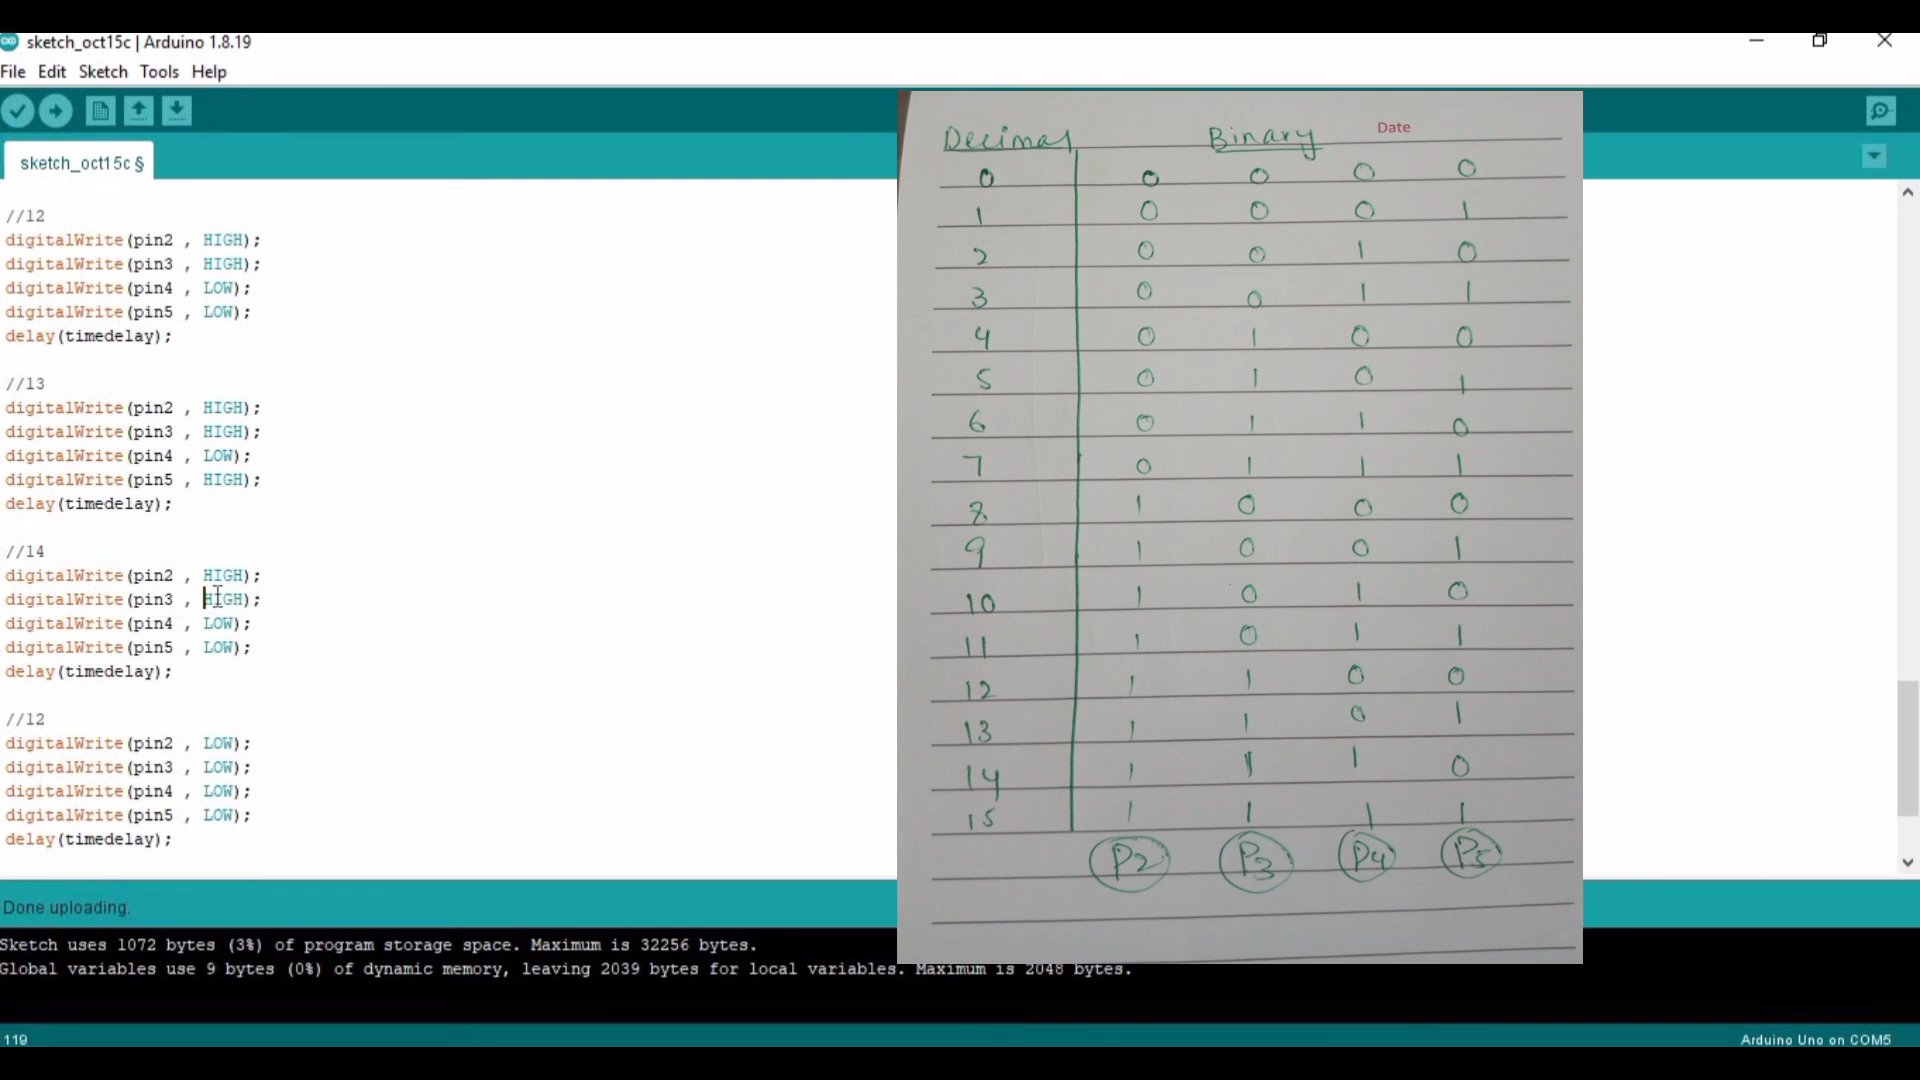 sketch_oct15c | Arduino 1.8.19
File Edit Sketch Tools Help
sketch_oct15c §
//12
digitalWrite(pin2 , HIGH);
digitalWrite(pin3 , HIGH);
digitalWrite(pin4 , LOW);
digitalWrite(pin5 , LOW);
delay(timedelay);
//13
digitalWrite(pin2 , HIGH);
digitalWrite(pin3 , HIGH);
digitalWrite(pin4 , LOW);
digitalWrite(pin5 , HIGH);
delay(timedelay);
//14
digitalWrite(pin2 , HIGH);
digitalWrite(pin3 , HIGH);
digitalWrite(pin4 , LOW);
digitalWrite(pin5 , LOW);
delay(timedelay);
//12
digitalWrite(pin2 , LOW);
digitalWrite(pin3 , LOW);
digitalWrite(pin4 , LOW);
digitalWrite(pin5 , LOW);
delay(timedelay);
Date
Decimal Binary
0 0 0 0 0
1 0 0 0 1
2 0 0 1 0
3 0 0 1 1
4 0 1 0 0
5 0 1 0 1
6 0 1 1 0
7 0 1 1 1
8 1 0 0 0
9 1 0 0 1
10 1 0 1 0
11 1 0 1 1
12 1 1 0 0
13 1 1 0 1
14 1 1 1 0
15 1 1 1 1
P2 P3 P4 P5
Done uploading.
Sketch uses 1072 bytes (3%) of program storage space. Maximum is 32256 bytes.
Global variables use 9 bytes (0%) of dynamic memory, leaving 2039 bytes for local variables. Maximum is 2048 bytes.
119 Arduino Uno on COM5